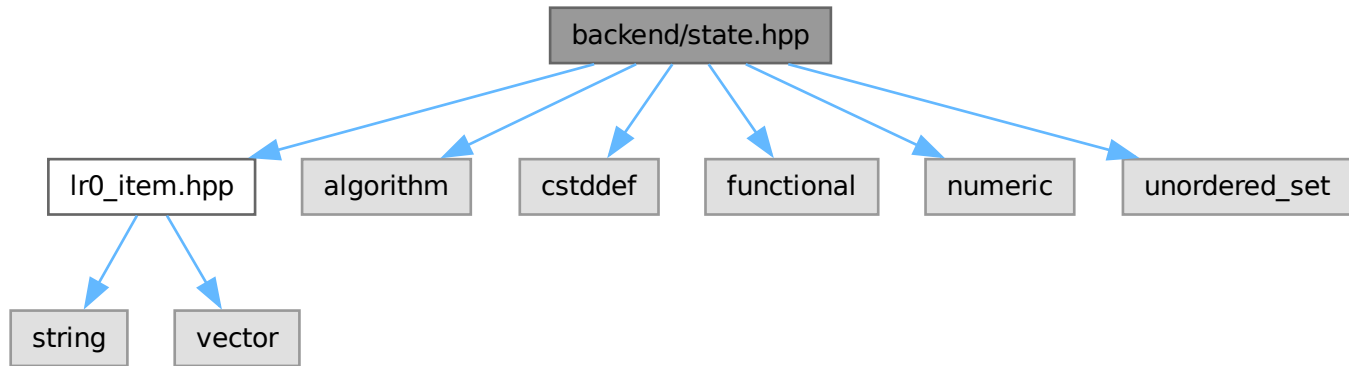 backend/state.hpp
lr0_item.hpp
algorithm
cstddef
functional
numeric
unordered_set
string
vector